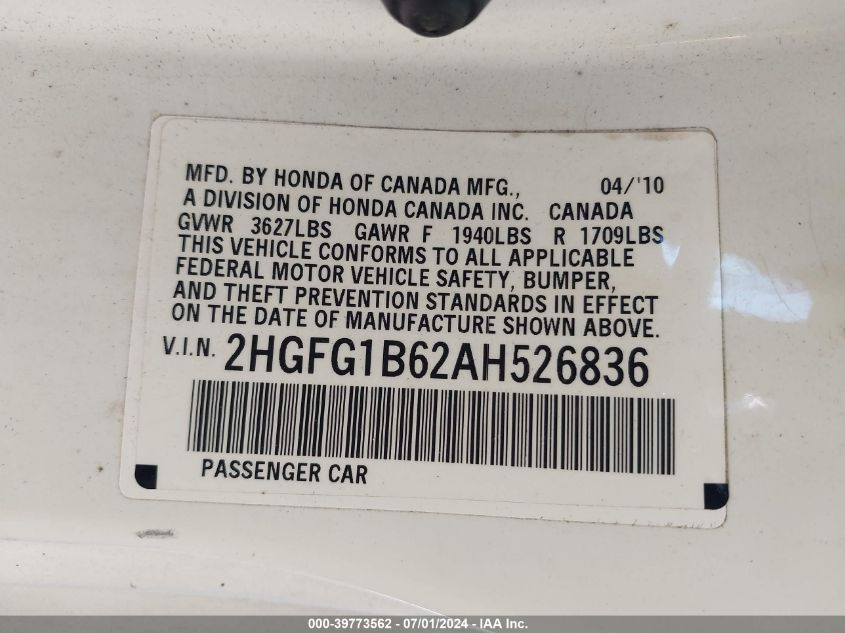 MFD. BY HONDA OF CANADA MFG., 04/'10
A DIVISION OF HONDA CANADA INC. CANADA
GVWR 3627LBS GAWR F 1940LBS R 1709LBS
THIS VEHICLE CONFORMS TO ALL APPLICABLE
FEDERAL MOTOR VEHICLE SAFETY, BUMPER,
AND THEFT PREVENTION STANDARDS IN EFFECT
ON THE DATE OF MANUFACTURE SHOWN ABOVE.
V.I.N. 2HGFG1B62AH526836
PASSENGER CAR
000-39773562 / 07/01/2024 - IAA Inc.